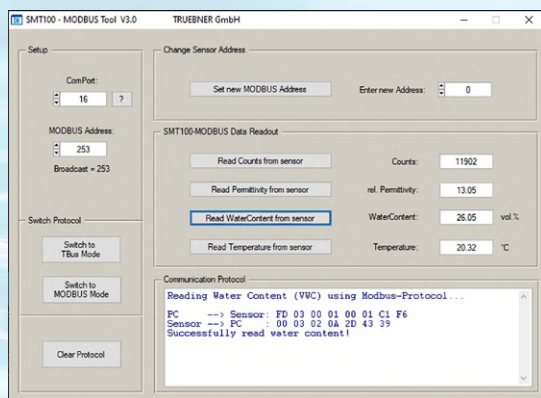 SMT100 - MODBUS Tool V3.0 TRUEBNER GmbH
Setup
ComPort:
16 ?
MODBUS Address:
253
Broadcast = 253
Switch Protocol
Switch to
TBus Mode
Switch to
MODBUS Mode
Clear Protocol
Change Sensor Address
Set new MODBUS Address Enter new Address: 0
SMT100-MODBUS Data Readout
Read Counts from sensor Counts: 11902
Read Permittivity from sensor rel. Permittivity: 13.05
Read WaterContent from sensor WaterContent: 26.05 vol.%
Read Temperature from sensor Temperature: 20.32 °C
Communication Protocol
Reading Water Content (VWC) using Modbus-Protocol...
PC --> Sensor: FD 03 00 01 00 01 C1 F6
Sensor --> PC : 00 03 02 0A 2D 43 39
Successfully read water content!